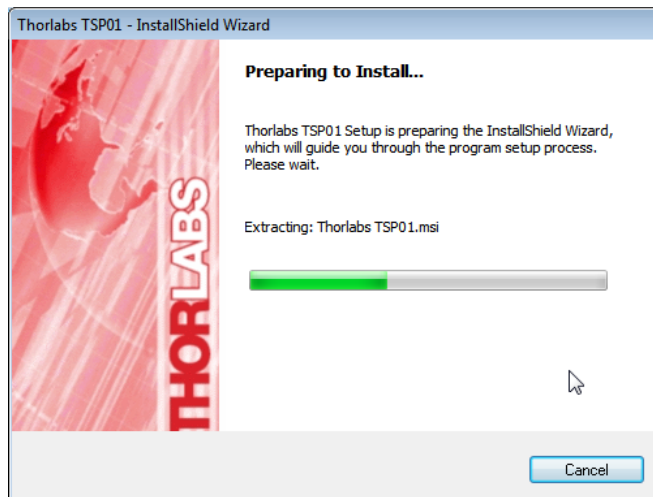 Thorlabs TSP01 - InstallShield Wizard
Preparing to Install...
Thorlabs TSP01 Setup is preparing the InstallShield Wizard,
which will guide you through the program setup process.
Please wait.
Extracting: Thorlabs TSP01.msi
THORLABS
Cancel